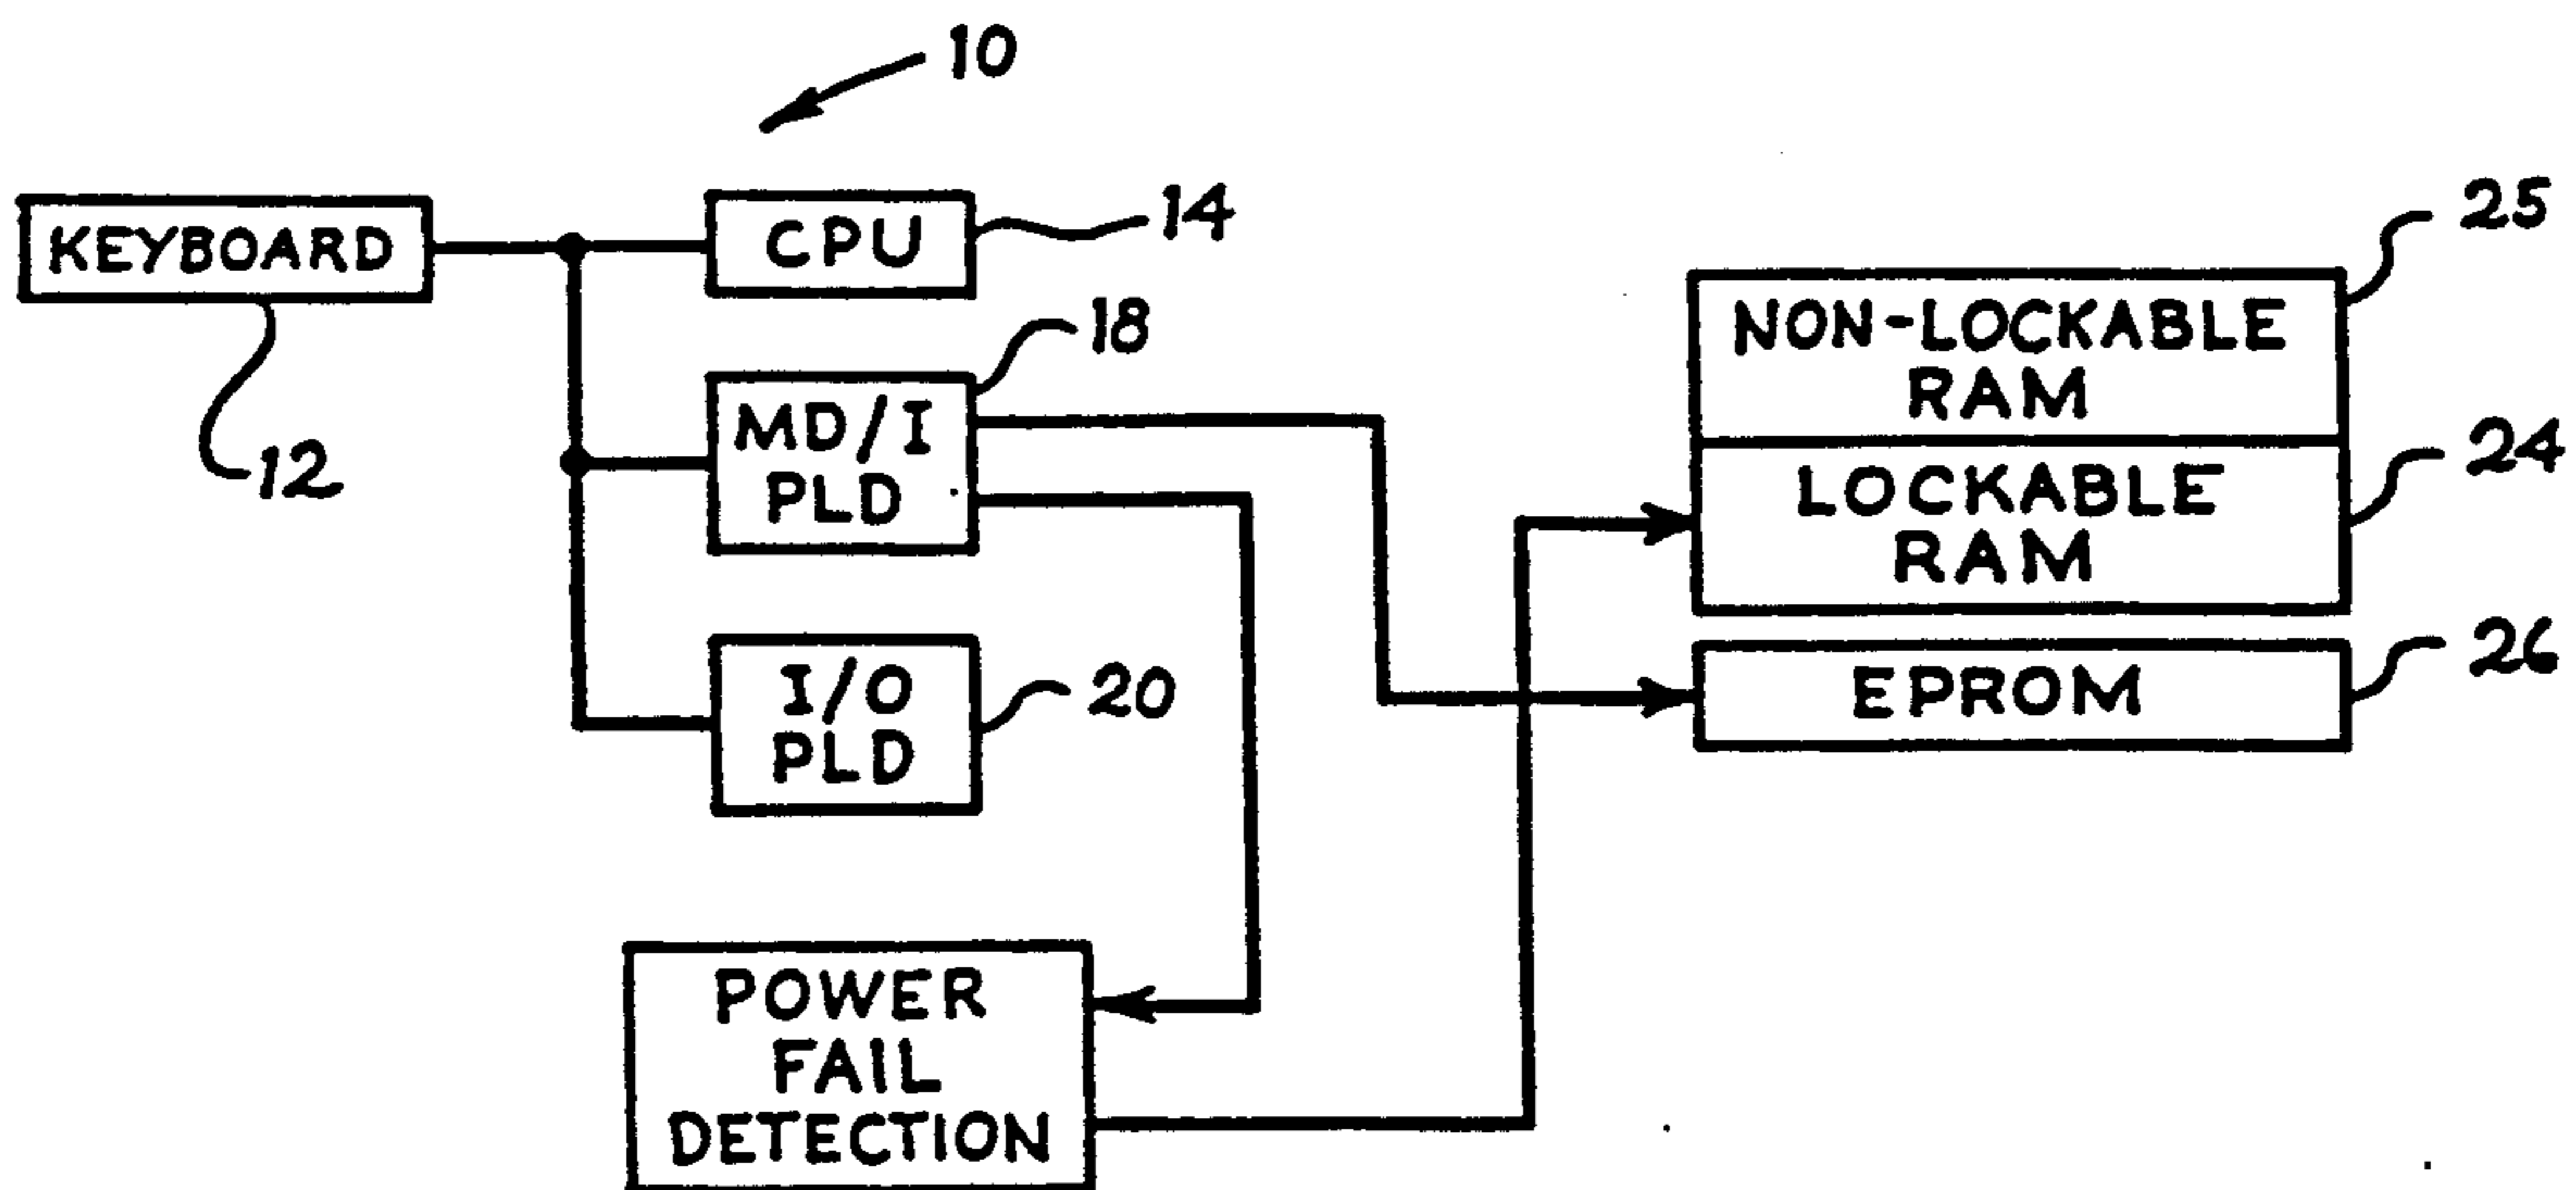 10
KEYBOARD
12
CPU
14
MD/I
PLD
18
I/O
PLD
20
POWER
FAIL
DETECTION
NON-LOCKABLE
RAM
25
LOCKABLE
RAM
24
EPROM
26